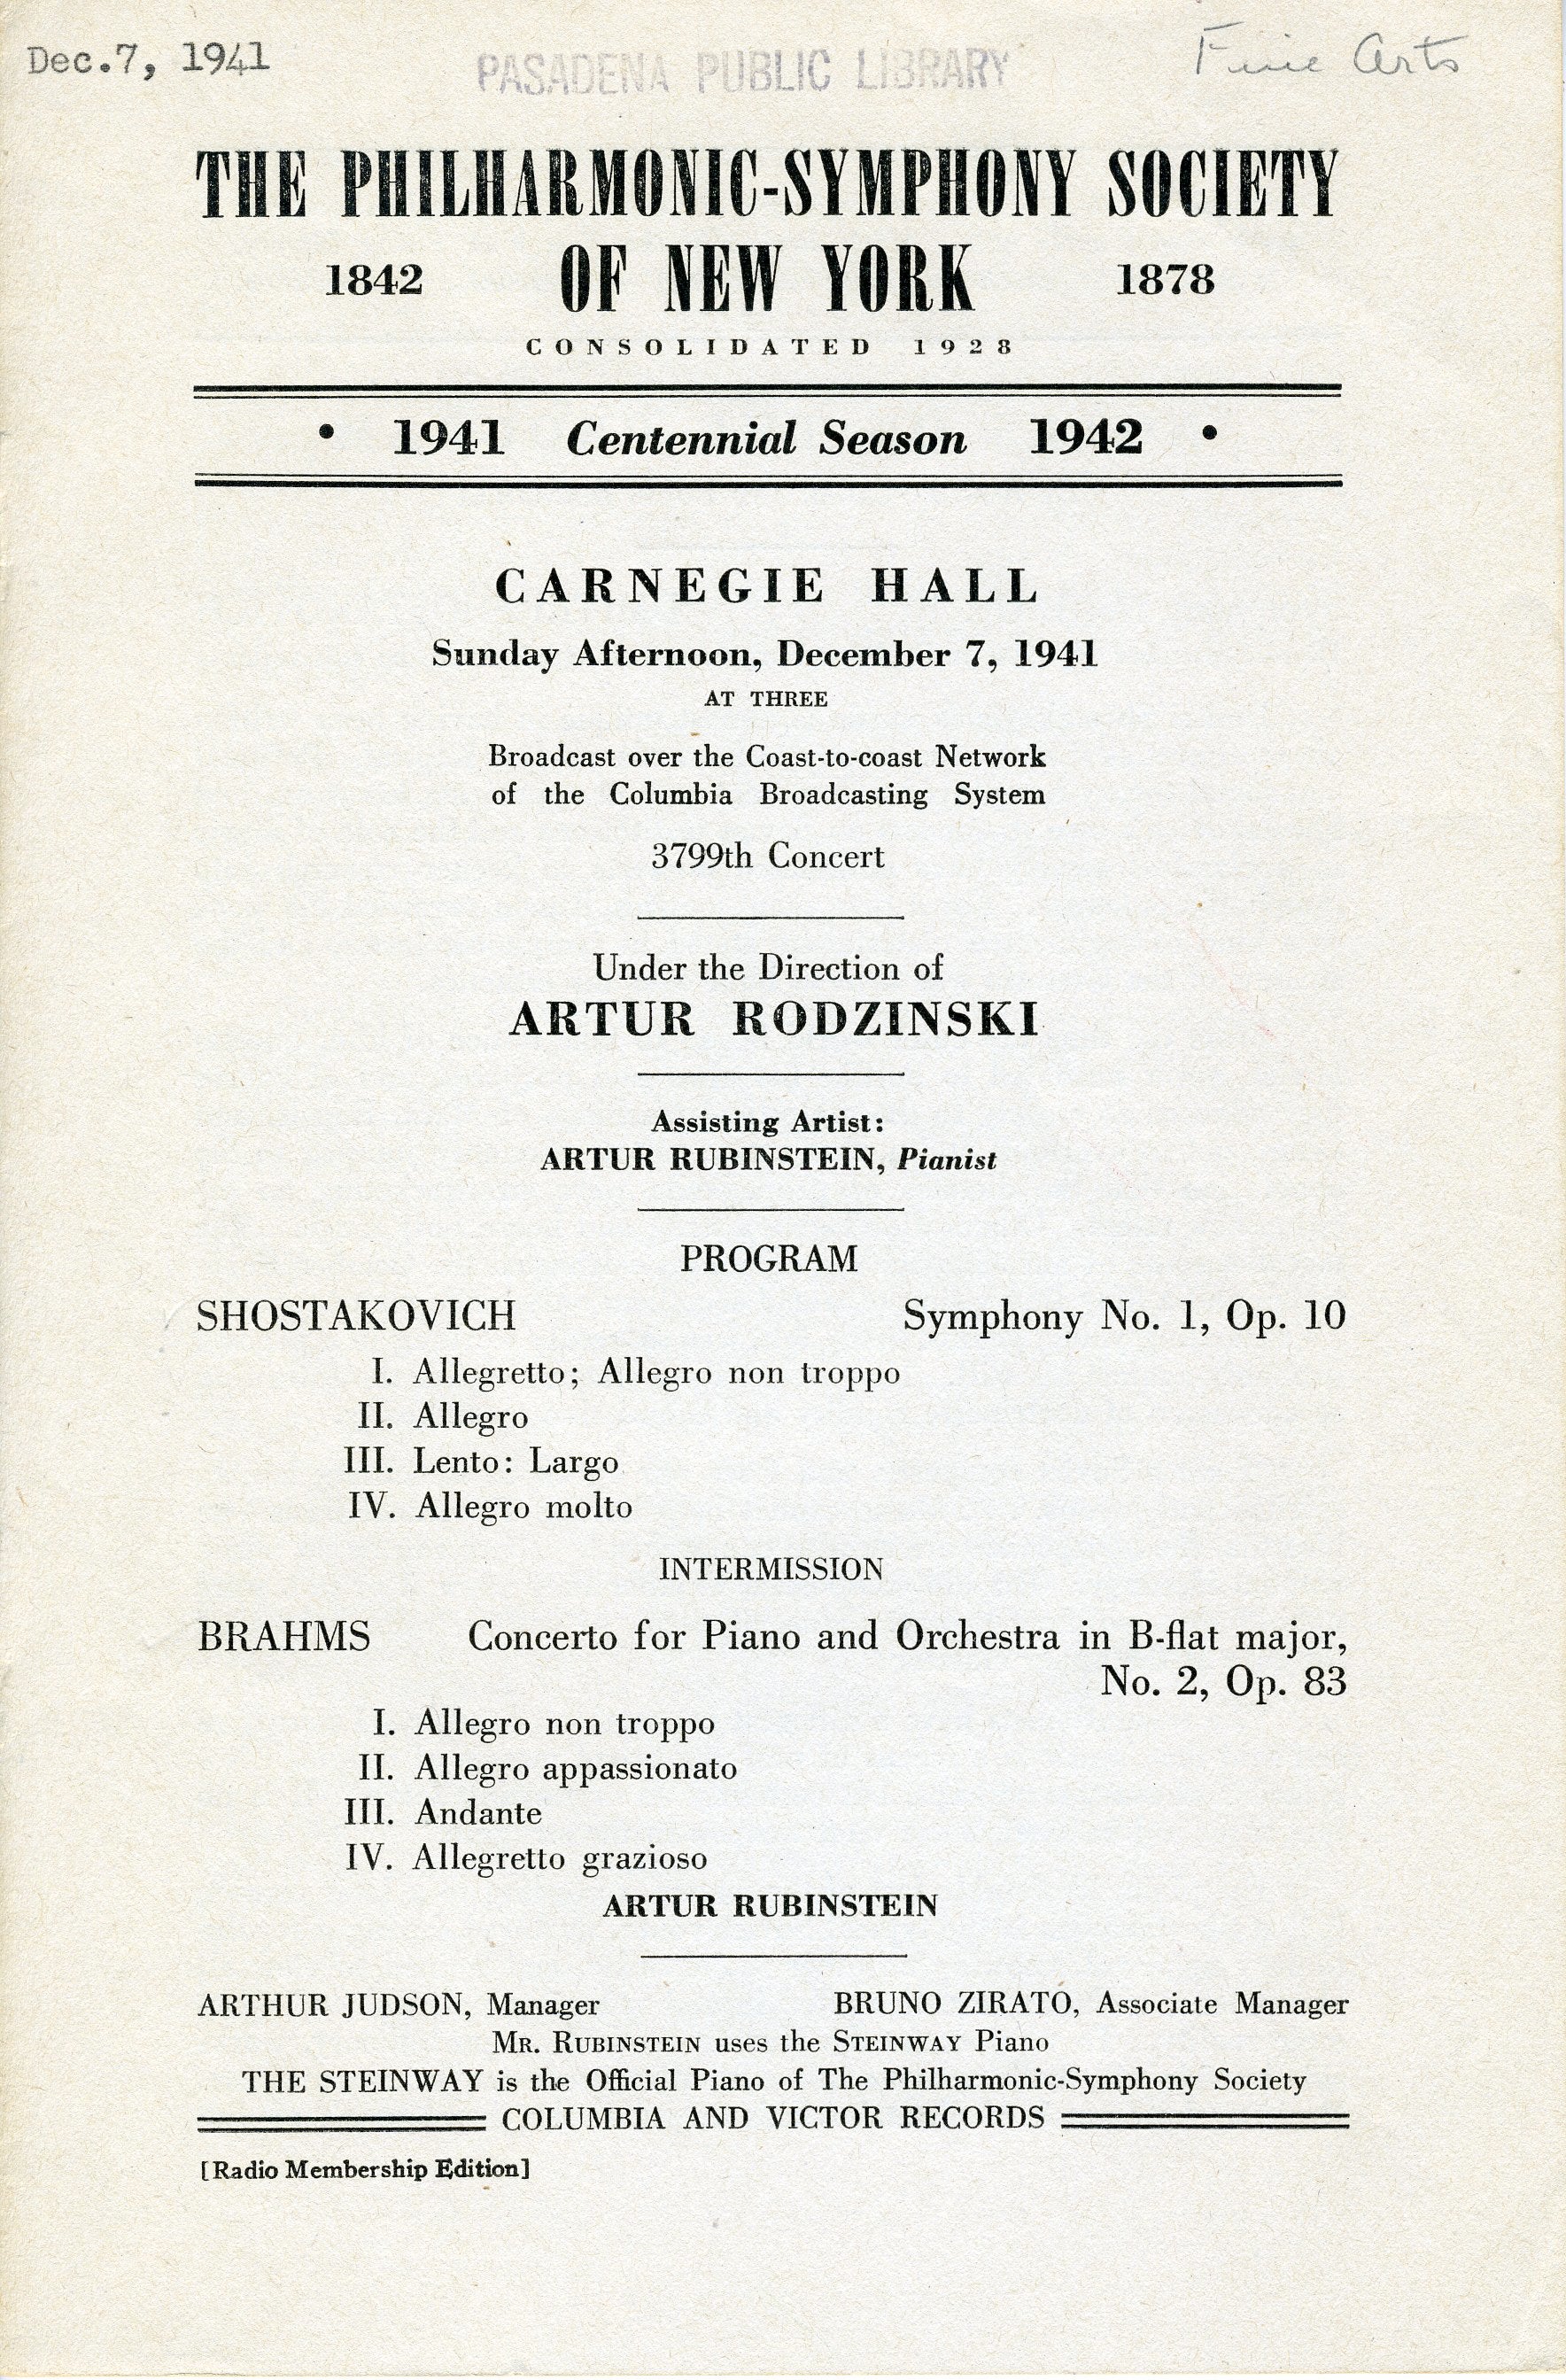 Dec.7, 1941
PASADENA PUBLIC LIBRARY
Fine Arts
THE PHILHARMONIC-SYMPHONY SOCIETY
1842 OF NEW YORK 1878
CONSOLIDATED 1928
• 1941 Centennial Season 1942 •
CARNEGIE HALL
Sunday Afternoon, December 7, 1941
AT THREE
Broadcast over the Coast-to-coast Network
of the Columbia Broadcasting System
3799th Concert
Under the Direction of
ARTUR RODZINSKI
Assisting Artist:
ARTUR RUBINSTEIN, Pianist
PROGRAM
SHOSTAKOVICH Symphony No. 1, Op. 10
I. Allegretto; Allegro non troppo
II. Allegro
III. Lento: Largo
IV. Allegro molto
INTERMISSION
BRAHMS Concerto for Piano and Orchestra in B-flat major,
No. 2, Op. 83
I. Allegro non troppo
II. Allegro appassionato
III. Andante
IV. Allegretto grazioso
ARTUR RUBINSTEIN
ARTHUR JUDSON, Manager BRUNO ZIRATO, Associate Manager
MR. RUBINSTEIN uses the STEINWAY Piano
THE STEINWAY is the Official Piano of The Philharmonic-Symphony Society
COLUMBIA AND VICTOR RECORDS
[Radio Membership Edition]